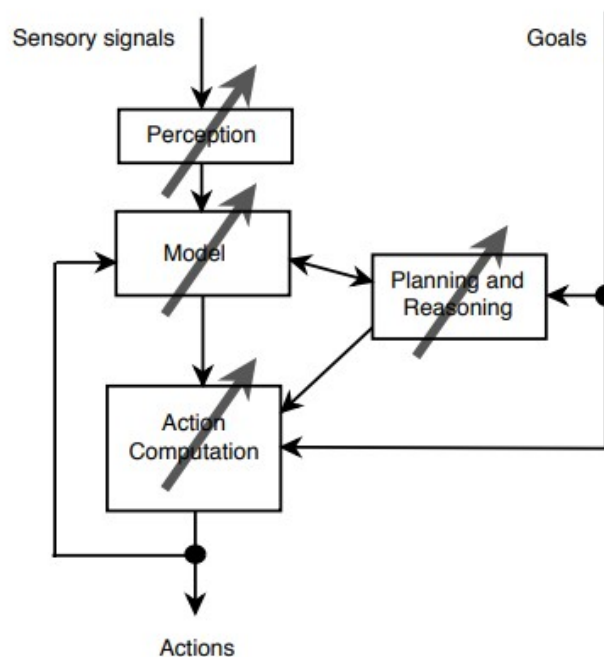 Sensory signals
Goals
Perception
Model
Planning and
Reasoning
Action
Computation
Actions